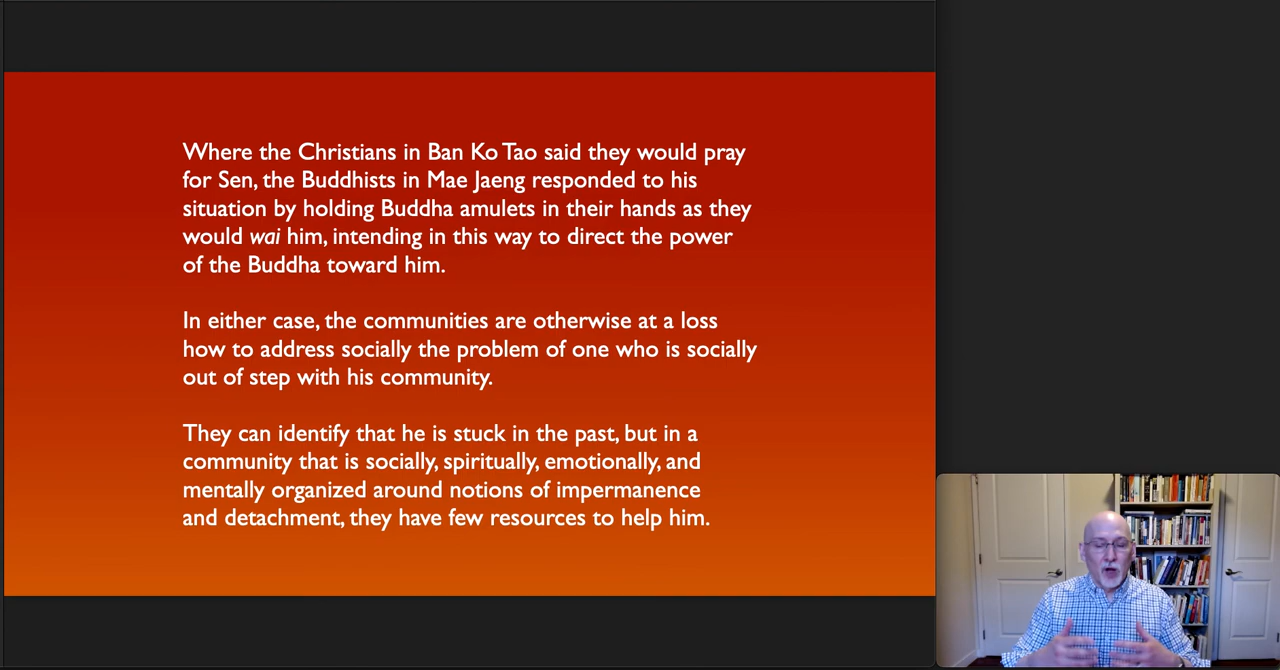 Where the Christians in Ban Ko Tao said they would pray
for Sen, the Buddhists in Mae Jaeng responded to his
situation by holding Buddha amulets in their hands as they
would wai him, intending in this way to direct the power
of the Buddha toward him.
In either case, the communities are otherwise at a loss
how to address socially the problem of one who is socially
out of step with his community.
They can identify that he is stuck in the past, but in a
community that is socially, spiritually, emotionally, and
mentally organized around notions of impermanence
and detachment, they have few resources to help him.